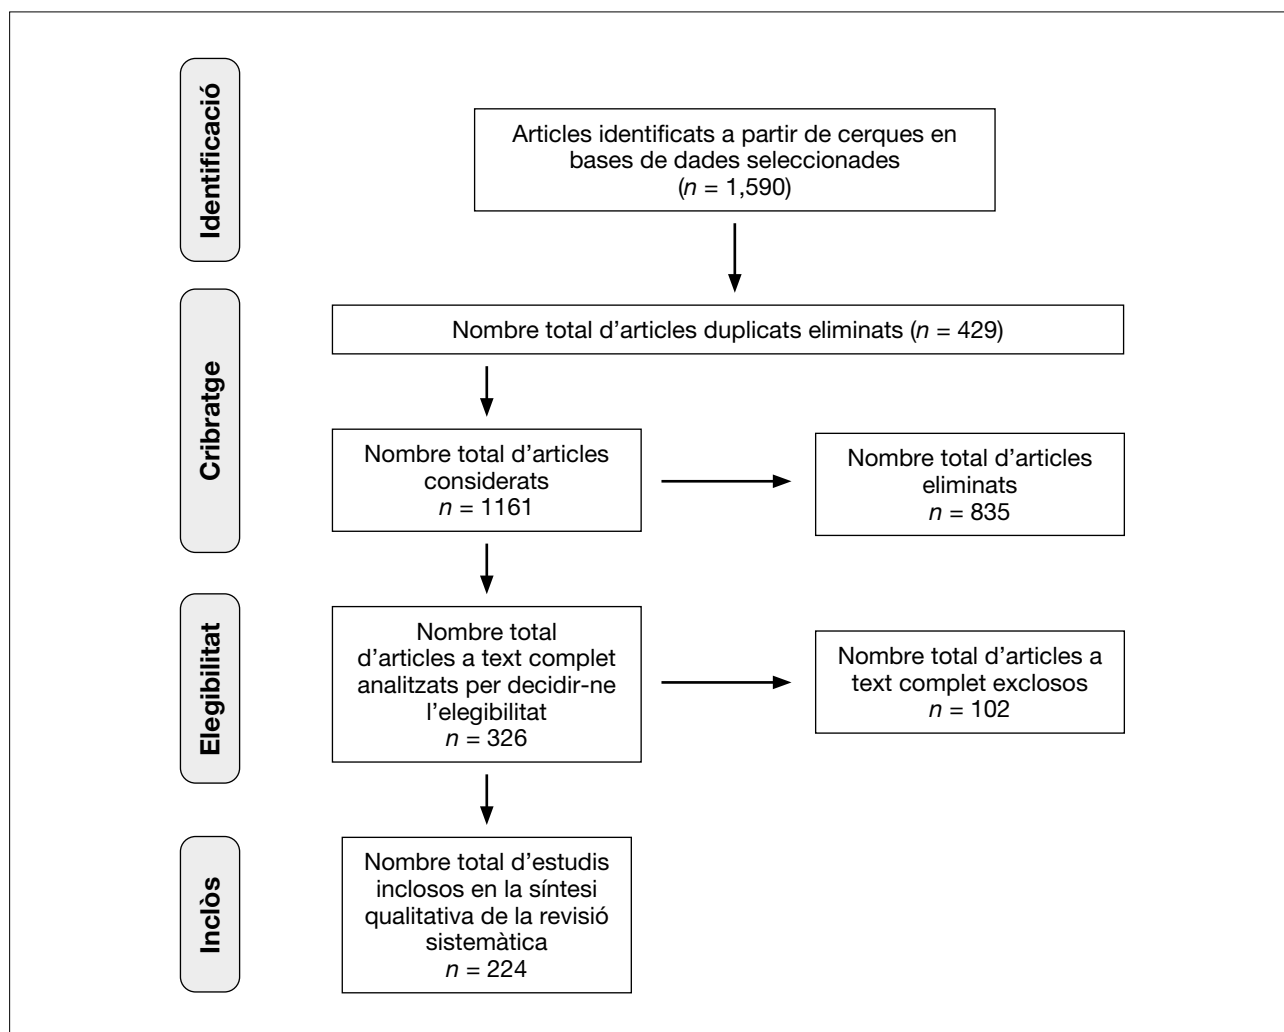 Identificació
Articles identificats a partir de cerques en
bases de dades seleccionades
(n = 1,590)
Cribratge
Nombre total d’articles duplicats eliminats (n = 429)
Nombre total d’articles
considerats
n = 1161
Nombre total d’articles
eliminats
n = 835
Elegibilitat
Nombre total
d’articles a text complet
analitzats per decidir-ne
l’elegibilitat
n = 326
Nombre total d’articles a
text complet exclosos
n = 102
Inclòs
Nombre total d’estudis
inclosos en la síntesi
qualitativa de la revisió
sistemàtica
n = 224